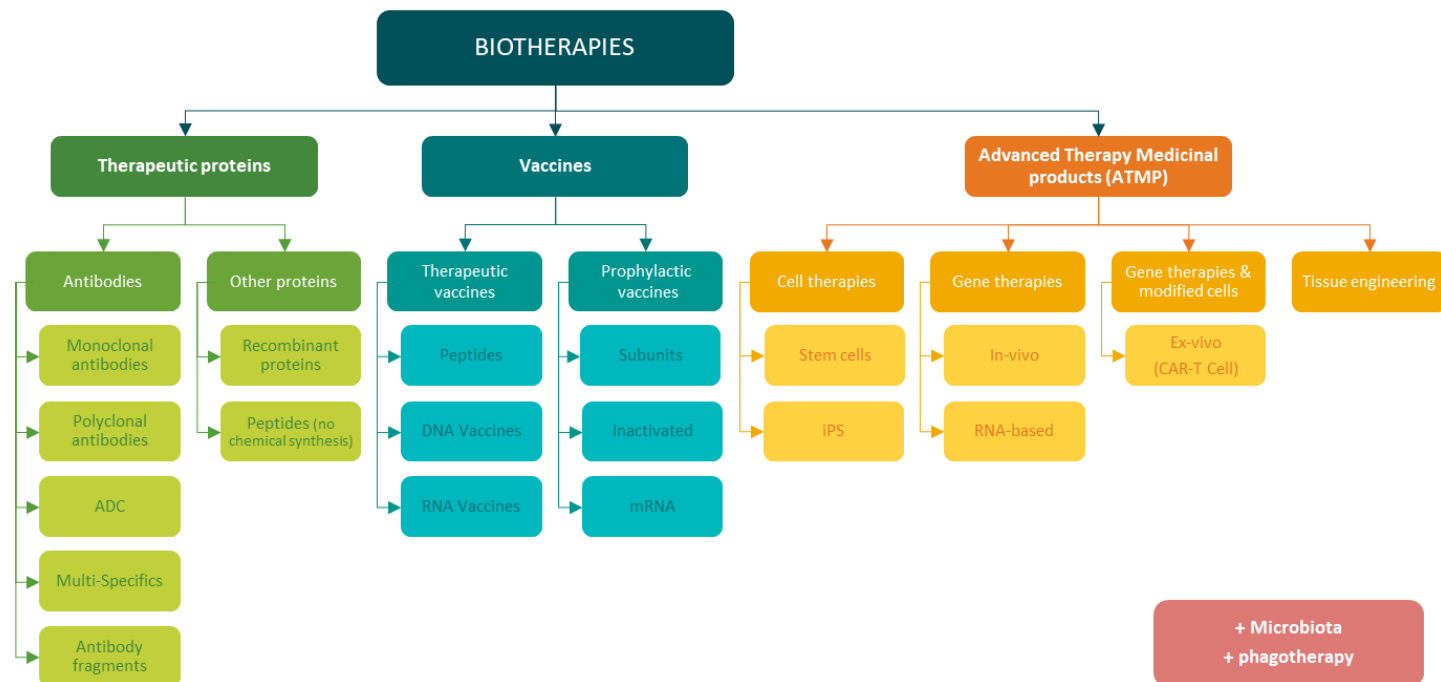 BIOTHERAPIES
Therapeutic proteins
Vaccines
Advanced Therapy Medicinal
products (ATMP)
Antibodies
Other proteins
Therapeutic
vaccines
Prophylactic
vaccines
Cell therapies
Gene therapies
Gene therapies &
modified cells
Tissue engineering
Monoclonal
antibodies
Recombinant
proteins
Peptides
Subunits
Stem cells
In-vivo
Ex-vivo
(CAR-T Cell)
Polyclonal
antibodies
Peptides (no
chemical synthesis)
DNA Vaccines
Inactivated
iPS
RNA-based
ADC
RNA Vaccines
mRNA
Multi-Specifics
Antibody
fragments
+ Microbiota
+ phagotherapy